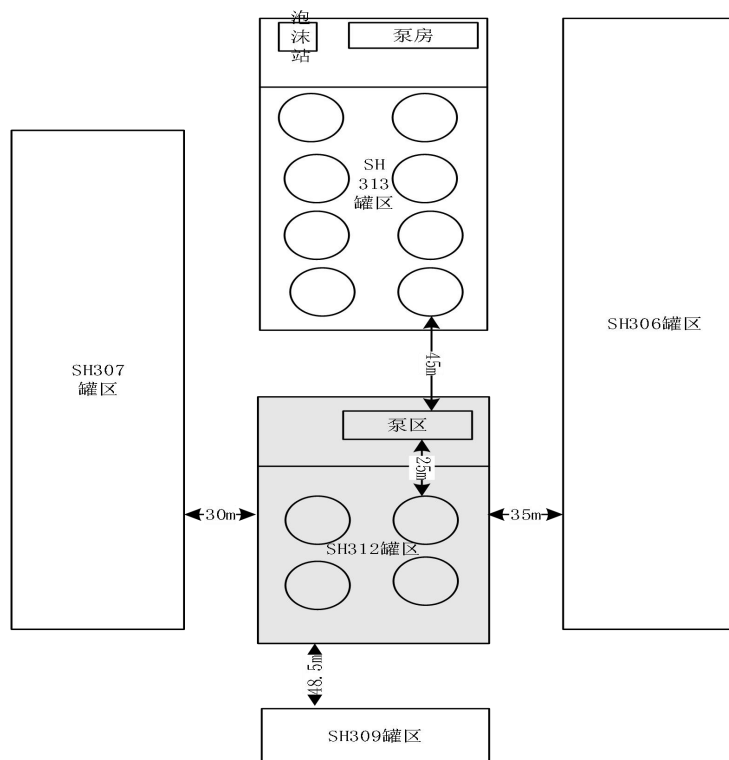 泡
沫
站
泵房
SH
313
罐区
SH306罐区
SH307
罐区
45m
泵区
25m
30m
35m
SH312罐区
48.5m
SH309罐区